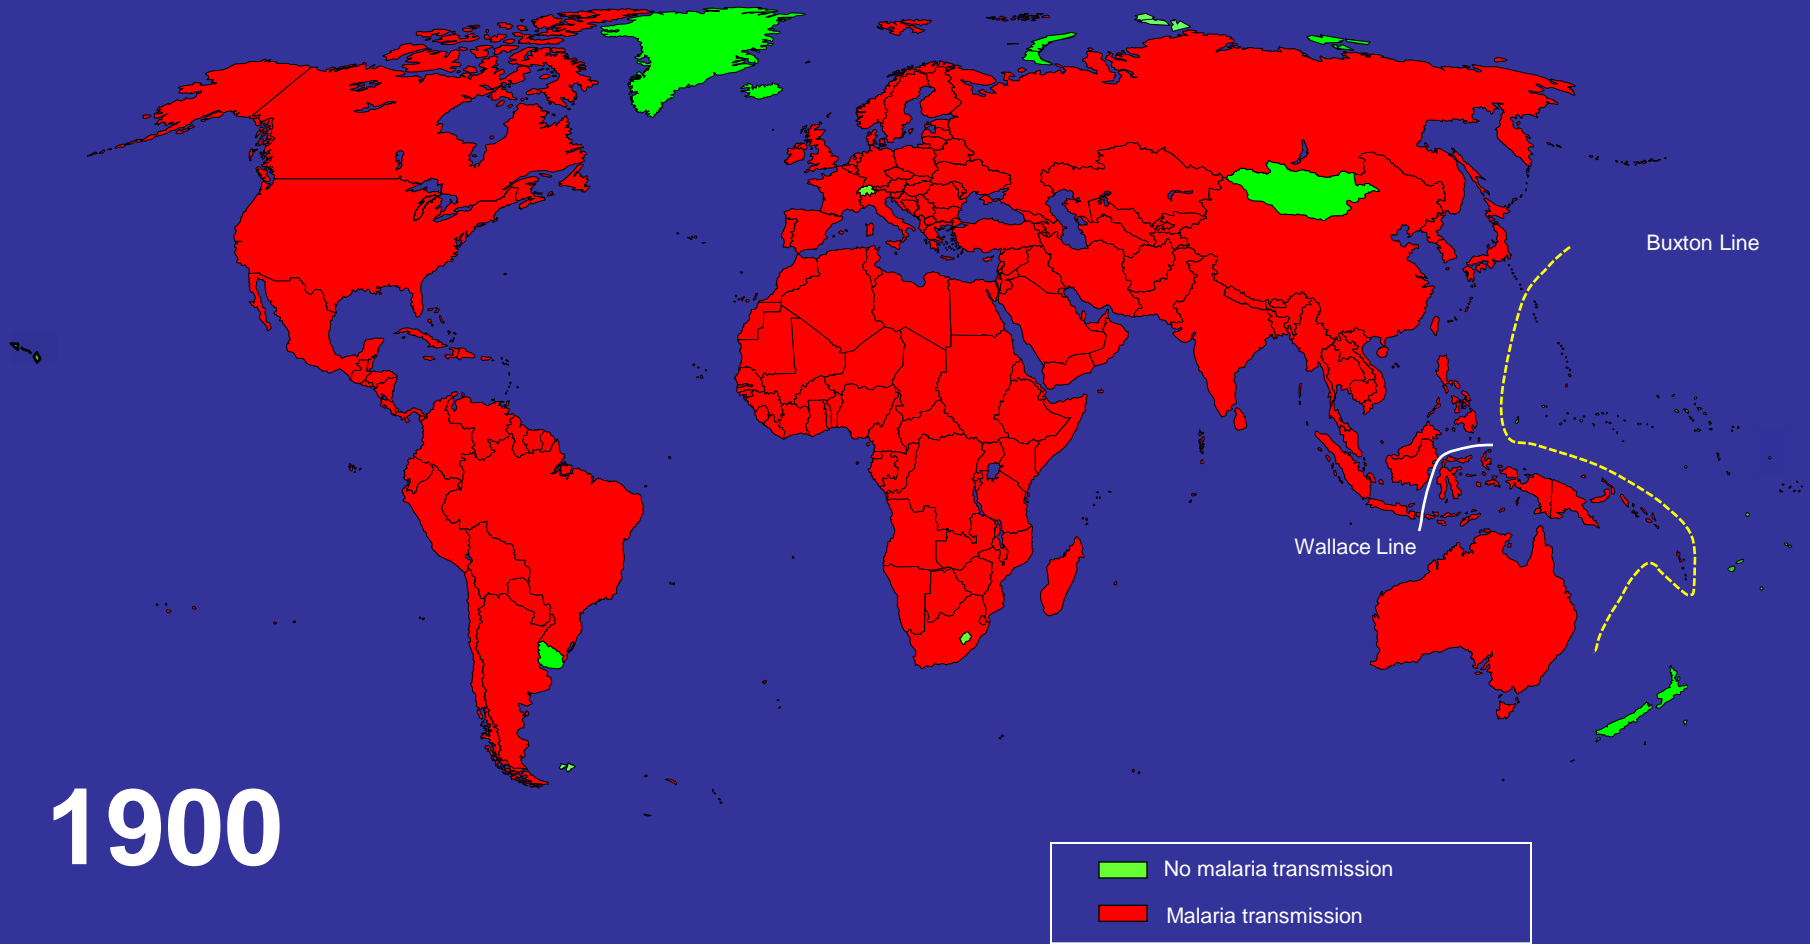 Buxton Line
Wallace Line
1900
No malaria transmission
Malaria transmission